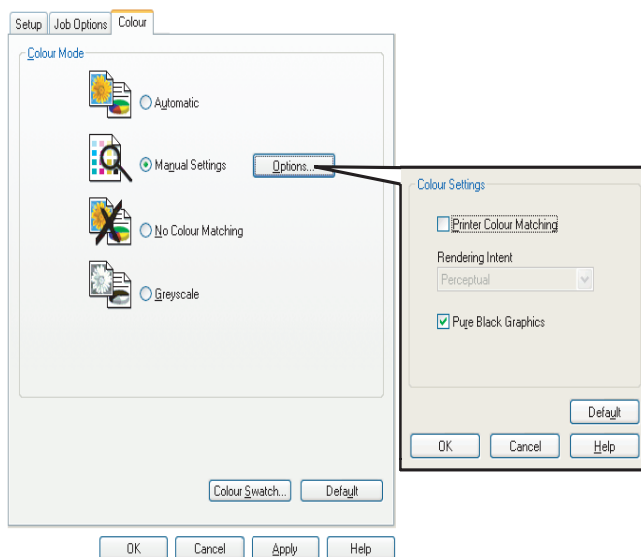 Setup Job Options Colour
Colour Mode
Automatic
Manual Settings Options...
No Colour Matching
Greyscale
Colour Swatch... Default
OK Cancel Apply Help
Colour Settings
Printer Colour Matching
Rendering Intent
Perceptual
Pure Black Graphics
Default
OK Cancel Help